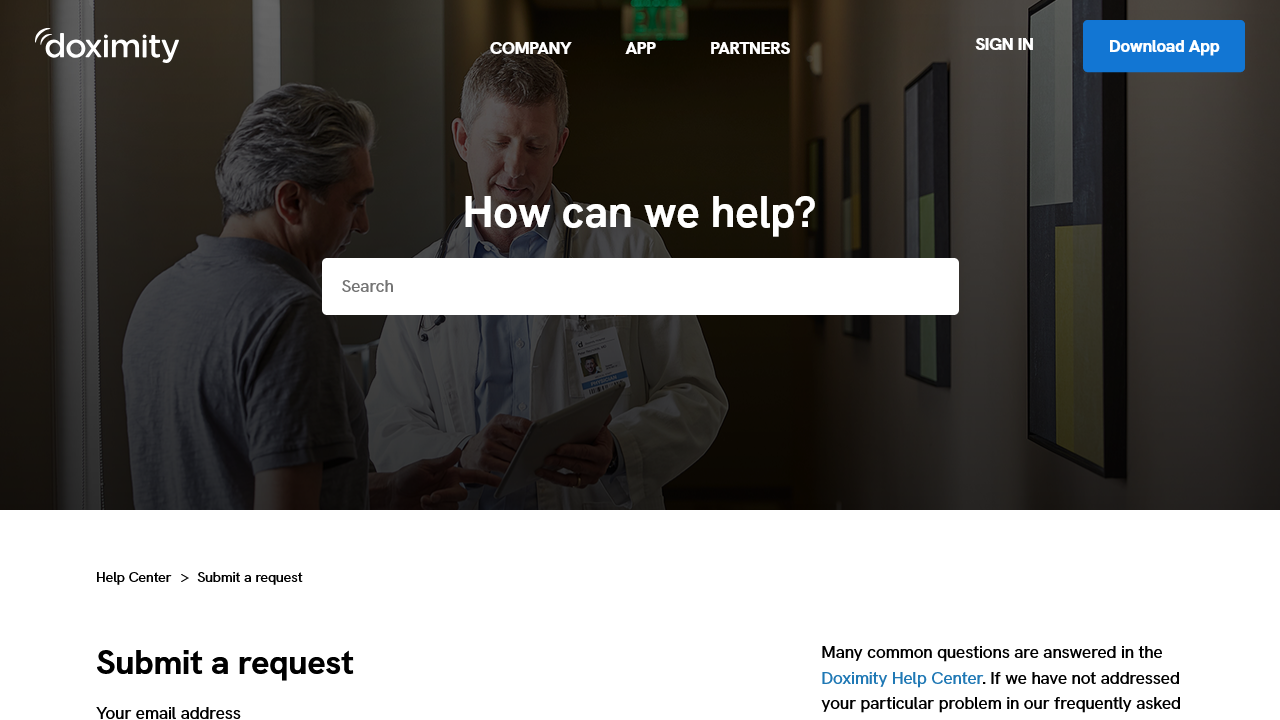 doximity
COMPANY
APP
PARTNERS
SIGN IN
Download App
EXIT
How can we help?
Search
Help Center > Submit a request
Submit a request
Your email address
Many common questions are answered in the
Doximity Help Center. If we have not addressed
your particular problem in our frequently asked